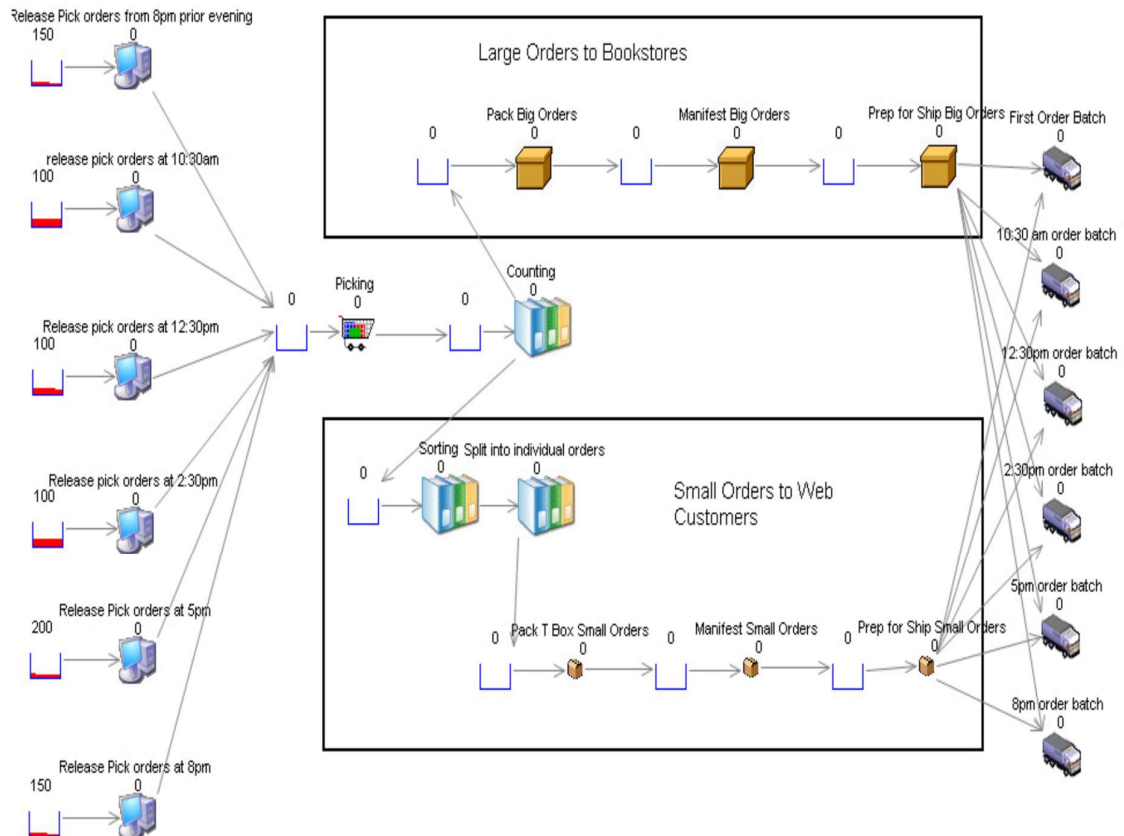 Release Pick orders from 8pm prior evening
150
0
release pick orders at 10:30am
100
0
Release pick orders at 12:30pm
100
0
Release pick orders at 2:30pm
100
0
Release Pick orders at 5pm
200
0
Release Pick orders at 8pm
150
0
0
Picking
0
0
Counting
0
Large Orders to Bookstores
0
Pack Big Orders
0
0
Manifest Big Orders
0
0
Prep for Ship Big Orders
0
Small Orders to Web
Customers
0
Sorting
0
Split into individual orders
0
0
Pack T Box Small Orders
0
0
Manifest Small Orders
0
0
Prep for Ship Small Orders
0
First Order Batch
0
10:30 am order batch
0
12:30pm order batch
0
2:30pm order batch
0
5pm order batch
0
8pm order batch
0